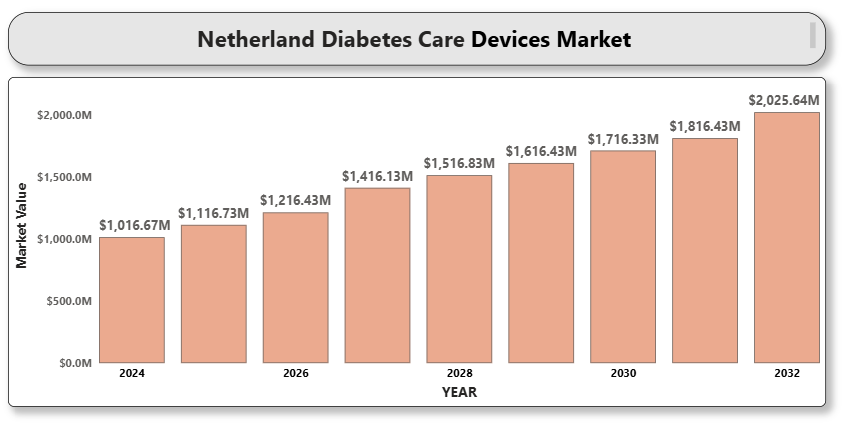 Netherland Diabetes Care Devices Market
Market Value
$2,000.0M
$1,500.0M
$1,000.0M
$500.0M
$0.0M
$1,016.67M
$1,116.73M
$1,216.43M
$1,416.13M
$1,516.83M
$1,616.43M
$1,716.33M
$1,816.43M
$2,025.64M
2024
2026
2028
2030
2032
YEAR